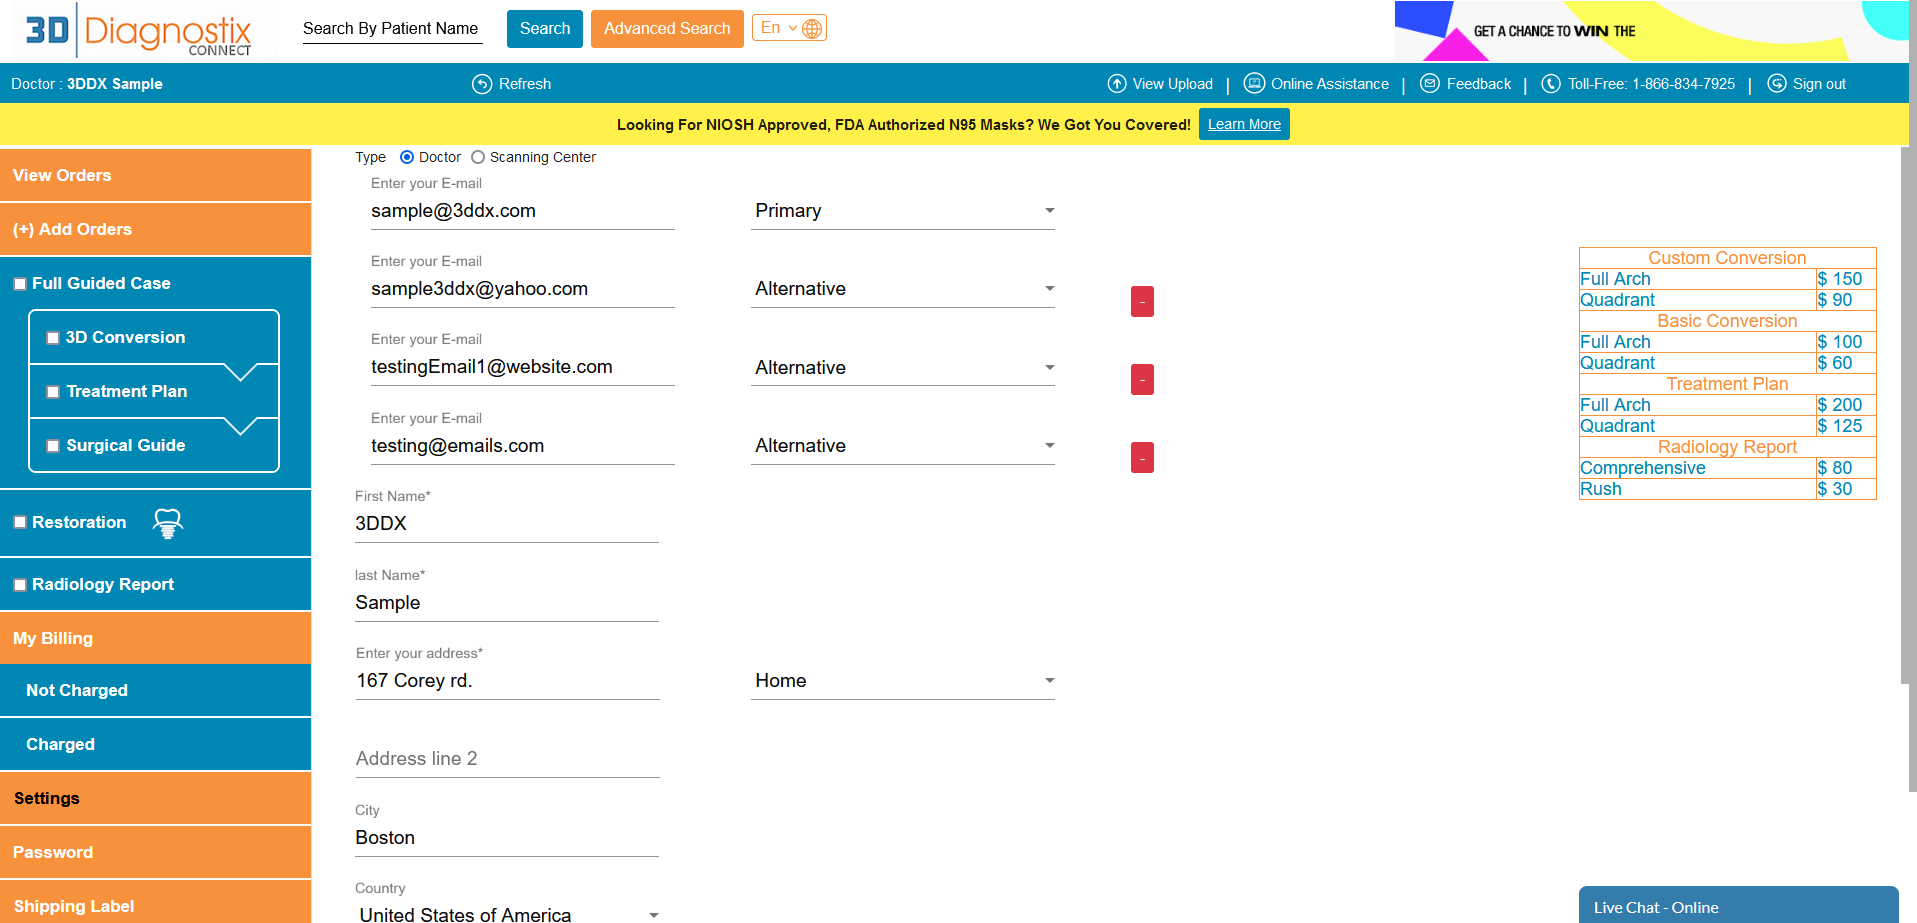 3D Diagnostix
CONNECT
Search By Patient Name
Search
Advanced Search
En
GET A CHANCE TO WIN THE
Doctor : 3DDX Sample
Refresh
View Upload | Online Assistance | Feedback | Toll-Free: 1-866-834-7925 | Sign out
Looking For NIOSH Approved, FDA Authorized N95 Masks? We Got You Covered! Learn More
View Orders
(+) Add Orders
Full Guided Case
3D Conversion
Treatment Plan
Surgical Guide
Restoration
Radiology Report
My Billing
Not Charged
Charged
Settings
Password
Shipping Label
Type Doctor Scanning Center
Enter your E-mail
sample@3ddx.com Primary
Enter your E-mail
sample3ddx@yahoo.com Alternative -
Enter your E-mail
testingEmail1@website.com Alternative -
Enter your E-mail
testing@emails.com Alternative -
First Name*
3DDX
last Name*
Sample
Enter your address*
167 Corey rd. Home
Address line 2
City
Boston
Country
United States of America
Custom Conversion
Full Arch $ 150
Quadrant $ 90
Basic Conversion
Full Arch $ 100
Quadrant $ 60
Treatment Plan
Full Arch $ 200
Quadrant $ 125
Radiology Report
Comprehensive $ 80
Rush $ 30
Live Chat - Online